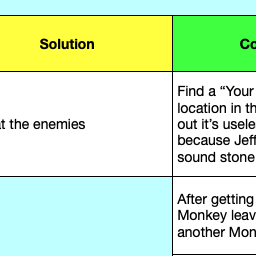 Solution
Co
t the enemies
Find a “Your
location in th
out it’s usele
because Jeff
sound stone
After getting
Monkey leav
another Mon